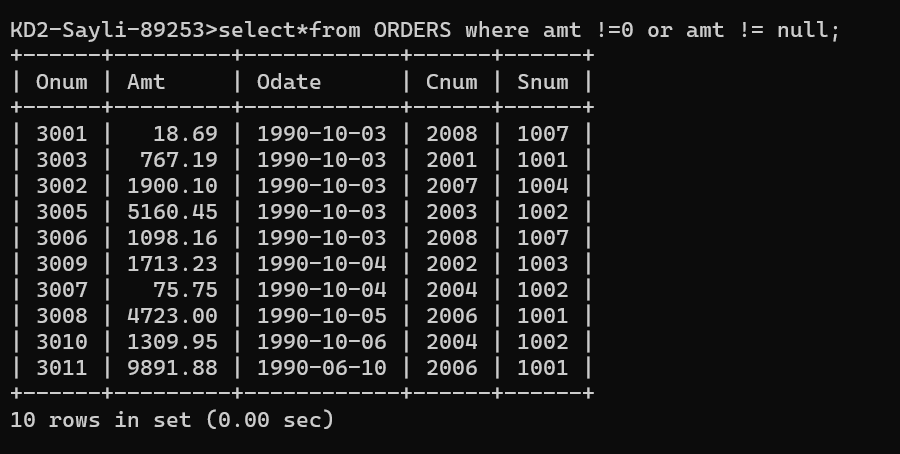 KD2-Sayli-89253>select*from ORDERS where amt !=0 or amt != null;
+------+---------+------------+------+------+
| Onum | Amt     | Odate      | Cnum | Snum |
+------+---------+------------+------+------+
| 3001 |   18.69 | 1990-10-03 | 2008 | 1007 |
| 3003 |  767.19 | 1990-10-03 | 2001 | 1001 |
| 3002 | 1900.10 | 1990-10-03 | 2007 | 1004 |
| 3005 | 5160.45 | 1990-10-03 | 2003 | 1002 |
| 3006 | 1098.16 | 1990-10-03 | 2008 | 1007 |
| 3009 | 1713.23 | 1990-10-04 | 2002 | 1003 |
| 3007 |   75.75 | 1990-10-04 | 2004 | 1002 |
| 3008 | 4723.00 | 1990-10-05 | 2006 | 1001 |
| 3010 | 1309.95 | 1990-10-06 | 2004 | 1002 |
| 3011 | 9891.88 | 1990-06-10 | 2006 | 1001 |
+------+---------+------------+------+------+
10 rows in set (0.00 sec)